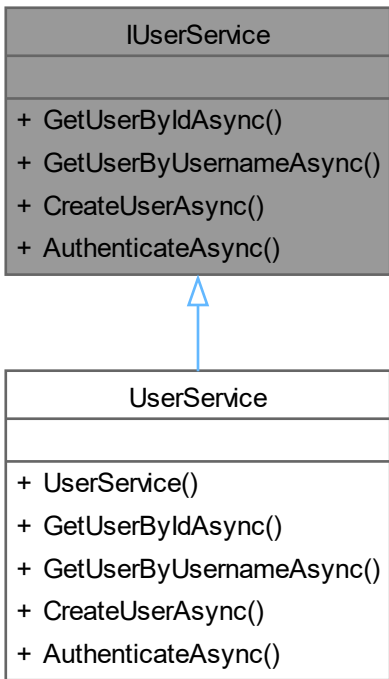 IUserService
+ GetUserByIdAsync()
+ GetUserByUsernameAsync()
+ CreateUserAsync()
+ AuthenticateAsync()
UserService
+ UserService()
+ GetUserByIdAsync()
+ GetUserByUsernameAsync()
+ CreateUserAsync()
+ AuthenticateAsync()